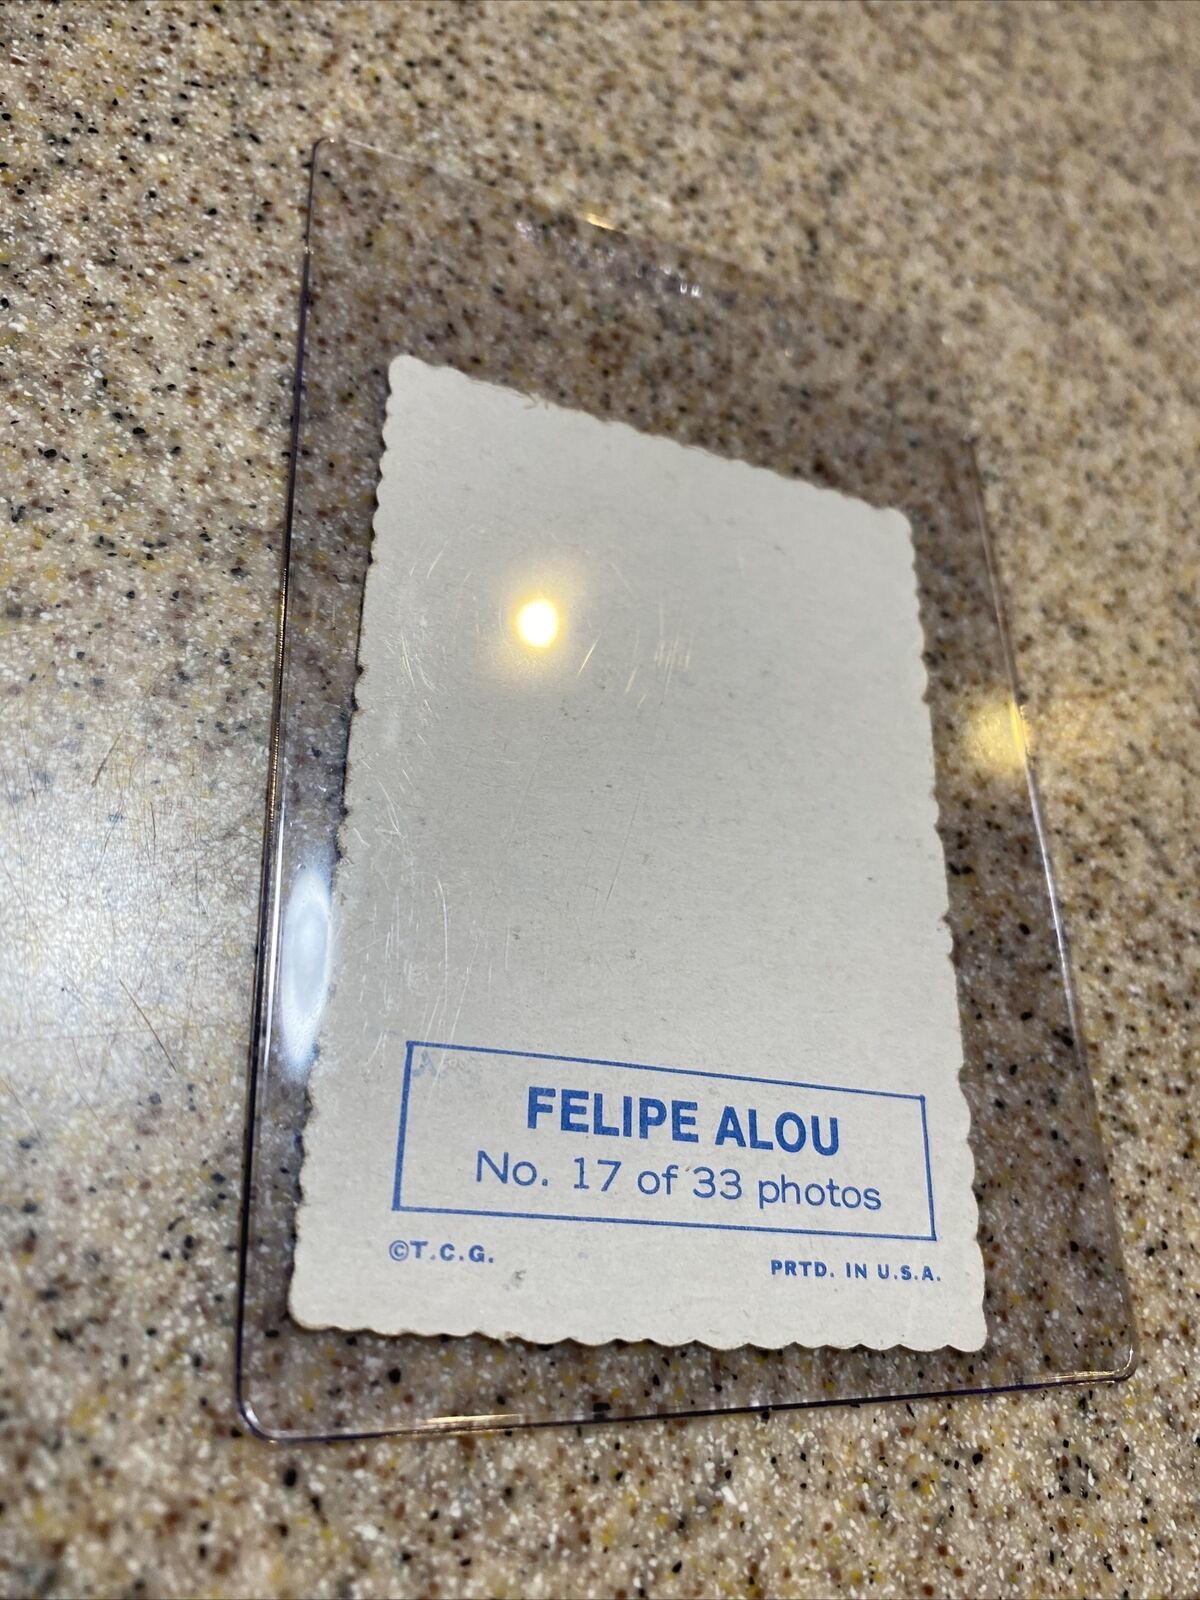 FELIPE ALOU
No. 17 of 33 photos
©T.C.G.
PRTD. IN U.S.A.